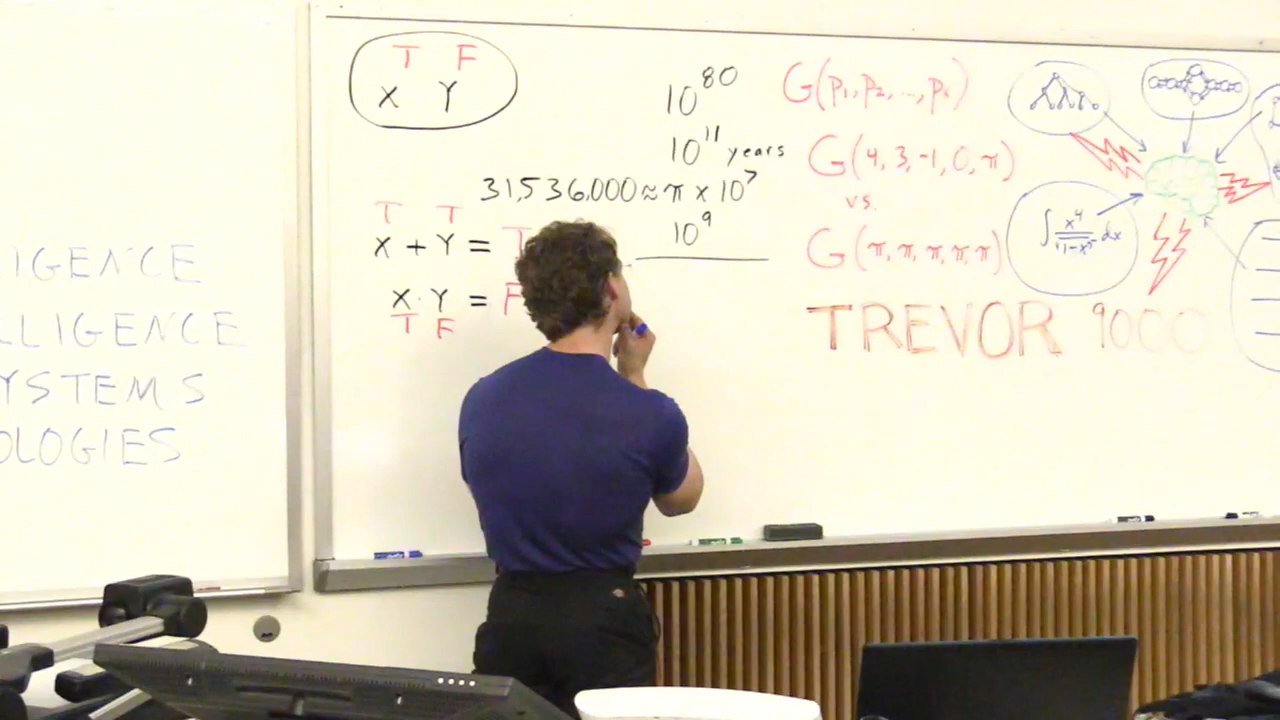 IGENCE
LLIGENCE
YSTEMS
OLOGIES
T F
X Y
T T
X + Y = T
X · Y = F
T F
10^80
10^11 years
31,536,000 ≈ π × 10^7
10^9
G(p₁, p₂, ..., pₖ)
G(4, 3, -1, 0, π)
vs.
G(π, π, π, π, π)
TREVOR 9000